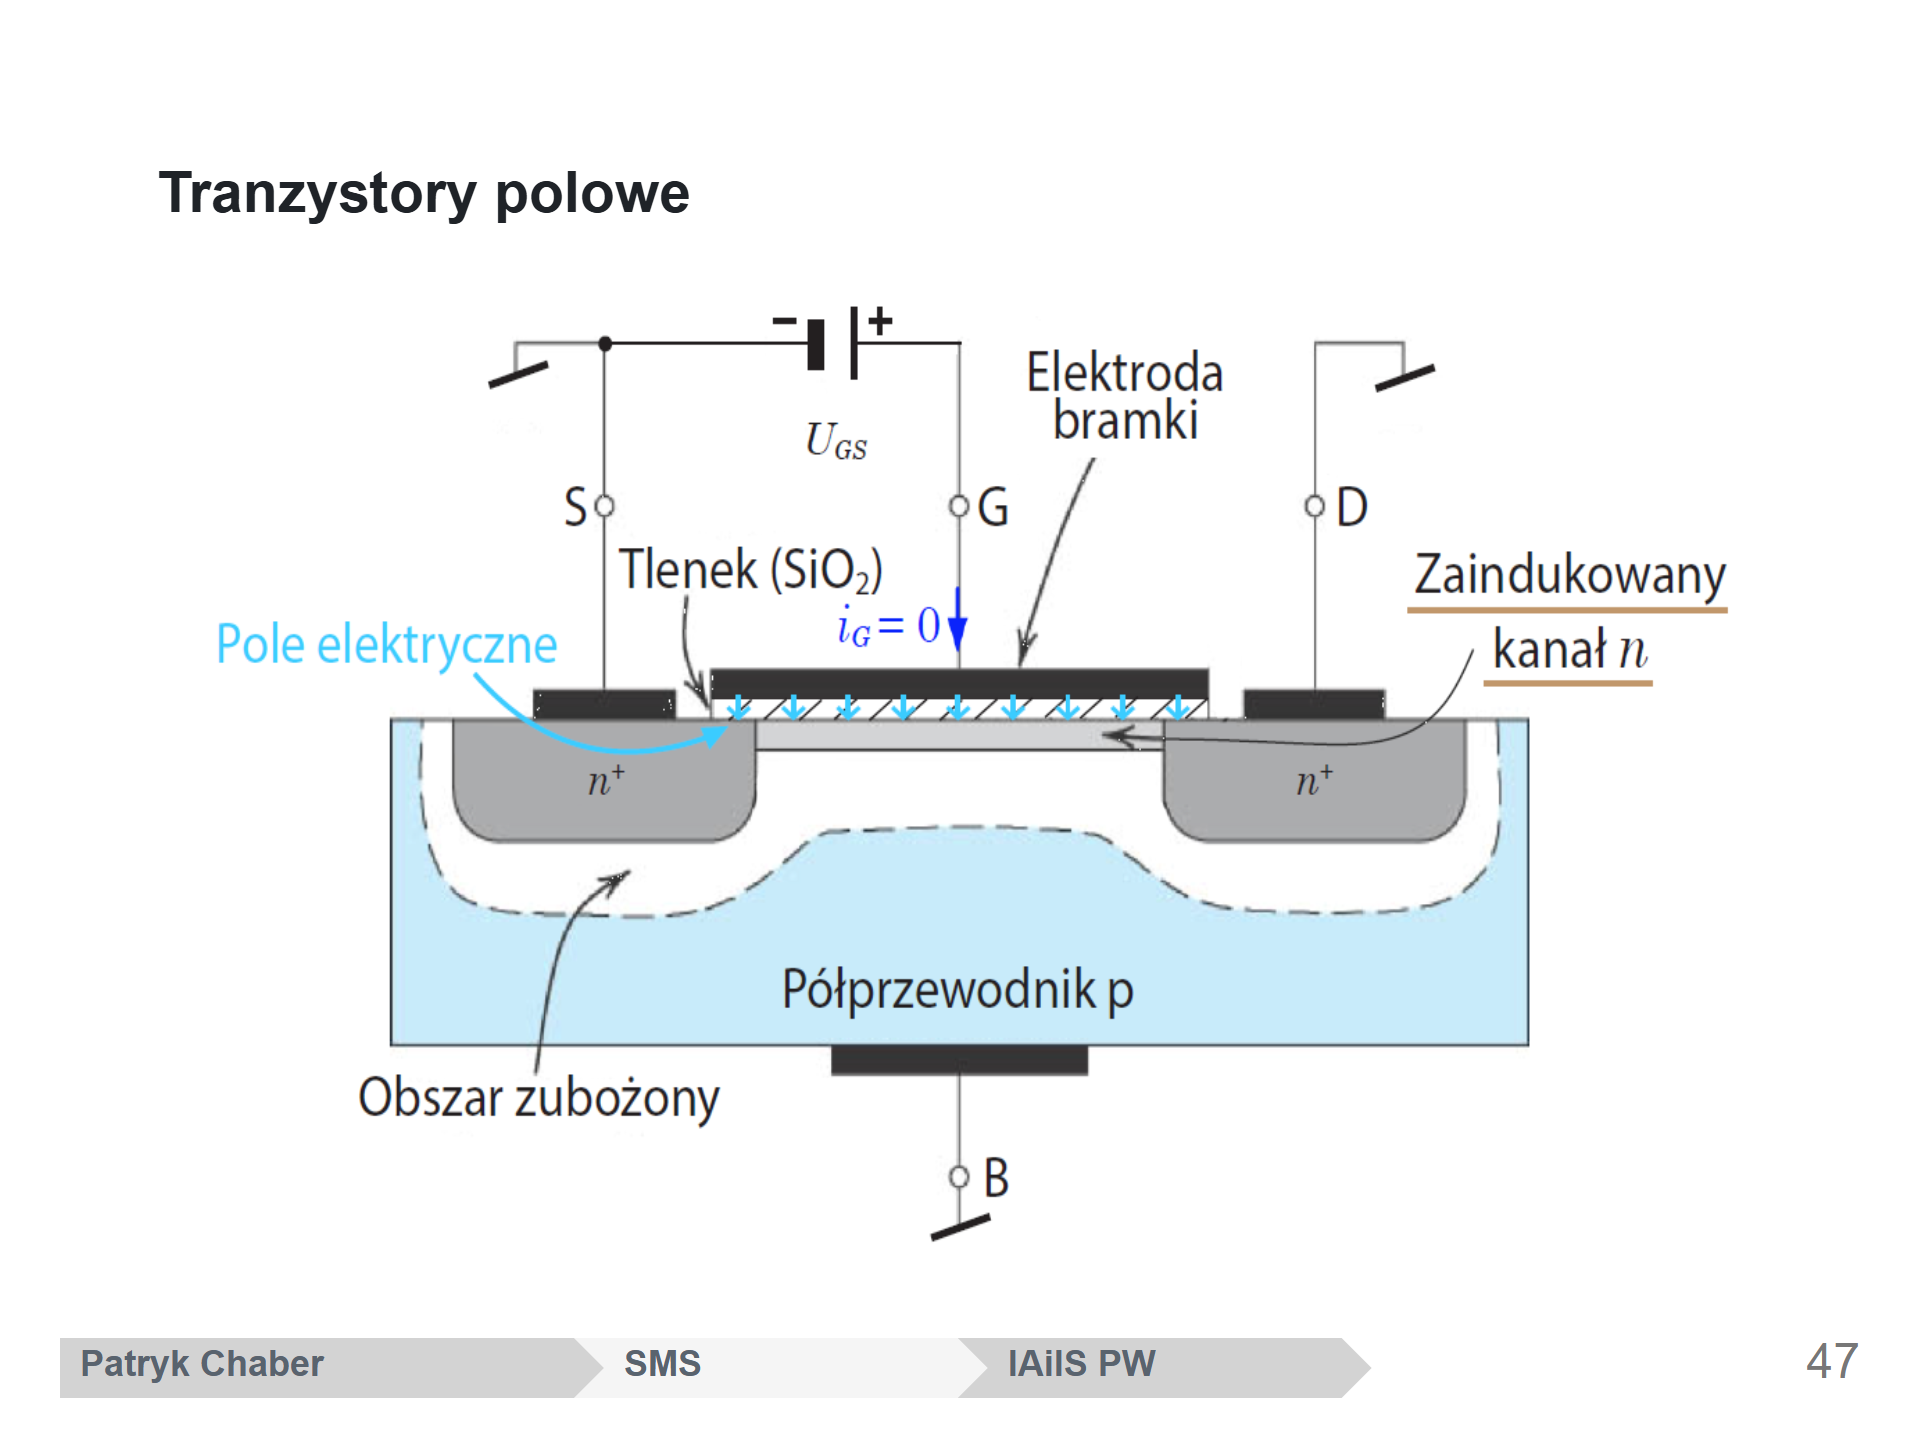 Tranzystory polowe
− +
Elektroda
bramki
U_GS
S
G
D
Tlenek (SiO₂)
Zaindukowany
kanał n
i_G = 0
Pole elektryczne
n⁺
n⁺
Półprzewodnik p
Obszar zubożony
B
Patryk Chaber
SMS
IAiIS PW
47